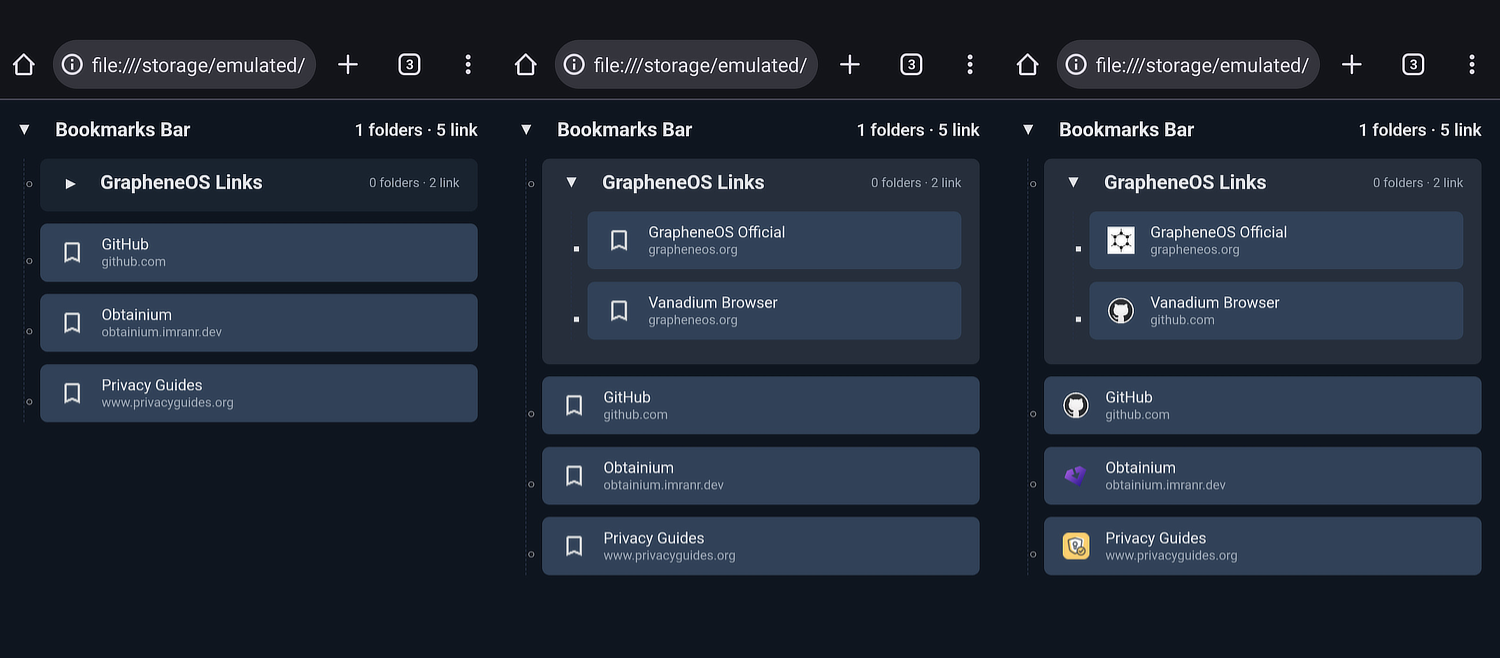 file:///storage/emulated/
3
Bookmarks Bar
1 folders · 5 link
GrapheneOS Links
0 folders · 2 link
GitHub
github.com
Obtainium
obtainium.imranr.dev
Privacy Guides
www.privacyguides.org
file:///storage/emulated/
3
Bookmarks Bar
1 folders · 5 link
GrapheneOS Links
0 folders · 2 link
GrapheneOS Official
grapheneos.org
Vanadium Browser
grapheneos.org
GitHub
github.com
Obtainium
obtainium.imranr.dev
Privacy Guides
www.privacyguides.org
file:///storage/emulated/
3
Bookmarks Bar
1 folders · 5 link
GrapheneOS Links
0 folders · 2 link
GrapheneOS Official
grapheneos.org
Vanadium Browser
github.com
GitHub
github.com
Obtainium
obtainium.imranr.dev
Privacy Guides
www.privacyguides.org